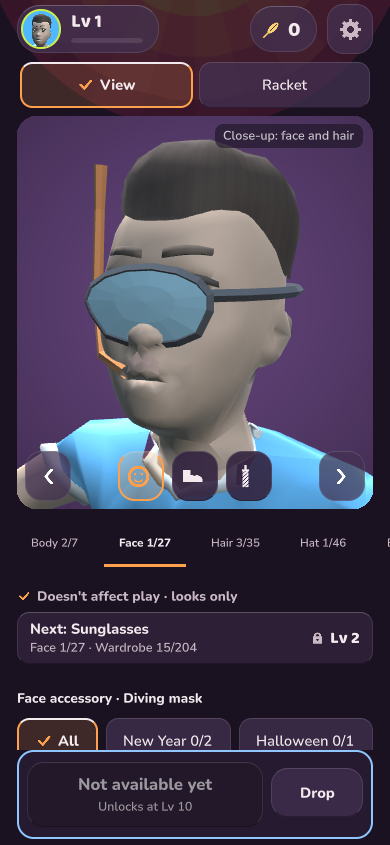 Lv 1
0
View
Racket
Close-up: face and hair
Body 2/7
Face 1/27
Hair 3/35
Hat 1/46
Doesn't affect play · looks only
Next: Sunglasses
Face 1/27 · Wardrobe 15/204
Lv 2
Face accessory · Diving mask
All
New Year 0/2
Halloween 0/1
Not available yet
Unlocks at Lv 10
Drop